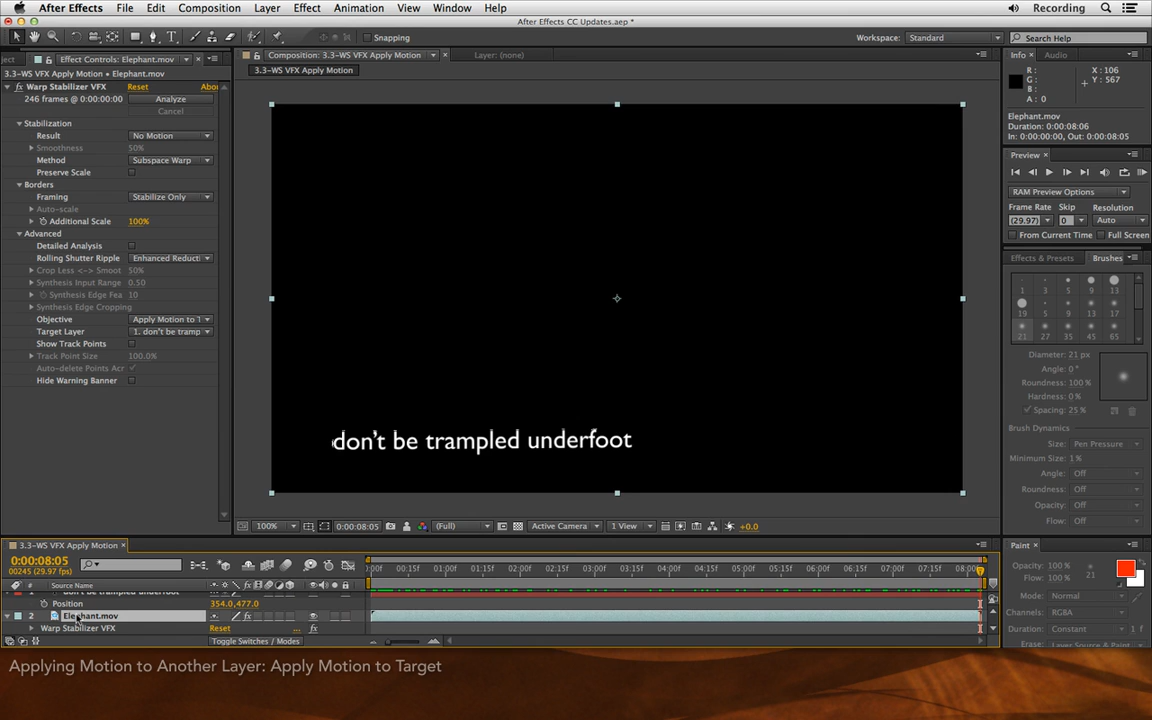 After Effects File Edit Composition Layer Effect Animation View Window Help Recording
After Effects CC Updates.aep *
Snapping Workspace: Standard Search Help
ject Effect Controls: Elephant.mov
3.3-WS VFX Apply Motion • Elephant.mov
fx Warp Stabilizer VFX Reset Abou
246 frames @ 0:00:00:00 Analyze
Cancel
Stabilization
Result No Motion
Smoothness 50%
Method Subspace Warp
Preserve Scale
Borders
Framing Stabilize Only
Auto-scale
Additional Scale 100%
Advanced
Detailed Analysis
Rolling Shutter Ripple Enhanced Reducti
Crop Less <-> Smoot 50%
Synthesis Input Range 0.50
Synthesis Edge Fea 10
Synthesis Edge Cropping
Objective Apply Motion to T
Target Layer 1. don't be tramp
Show Track Points
Track Point Size 100.0%
Auto-delete Points Acr
Hide Warning Banner
Composition: 3.3-WS VFX Apply Motion Layer: (none)
3.3-WS VFX Apply Motion
don't be trampled underfoot
100% 0:00:08:05 (Full) Active Camera 1 View +0.0
Info Audio
R: X: 106
G: Y: 567
B:
A: 0
Elephant.mov
Duration: 0:00:08:06
In: 0:00:00:00, Out: 0:00:08:05
Preview
RAM Preview Options
Frame Rate Skip Resolution
(29.97) 0 Auto
From Current Time Full Screen
Effects & Presets Brushes
1 3 5 9 13
19 5 9 13 17
21 27 35 45 65
Diameter: 21 px
Angle: 0°
Roundness: 100 %
Hardness: 0 %
Spacing: 25 %
Brush Dynamics
Size: Pen Pressure
Minimum Size: 1 %
Angle: Off
Roundness: Off
Opacity: Off
Flow: Off
3.3-WS VFX Apply Motion
0:00:08:05
00245 (29.97 fps)
:00f 00:15f 01:00f 01:15f 02:00f 02:15f 03:00f 03:15f 04:00f 04:15f 05:00f 05:15f 06:00f 06:15f 07:00f 07:15f 08:00f
# Source Name
don't be trampled underfoot
Position 354.0,477.0
2 Elephant.mov fx
Warp Stabilizer VFX Reset ... fx
Toggle Switches / Modes
Paint
Opacity: 100 %
Flow: 100 % 21
Mode: Normal
Channels: RGBA
Duration: Constant 1 f
Erase: Layer Source & Paint
Applying Motion to Another Layer: Apply Motion to Target